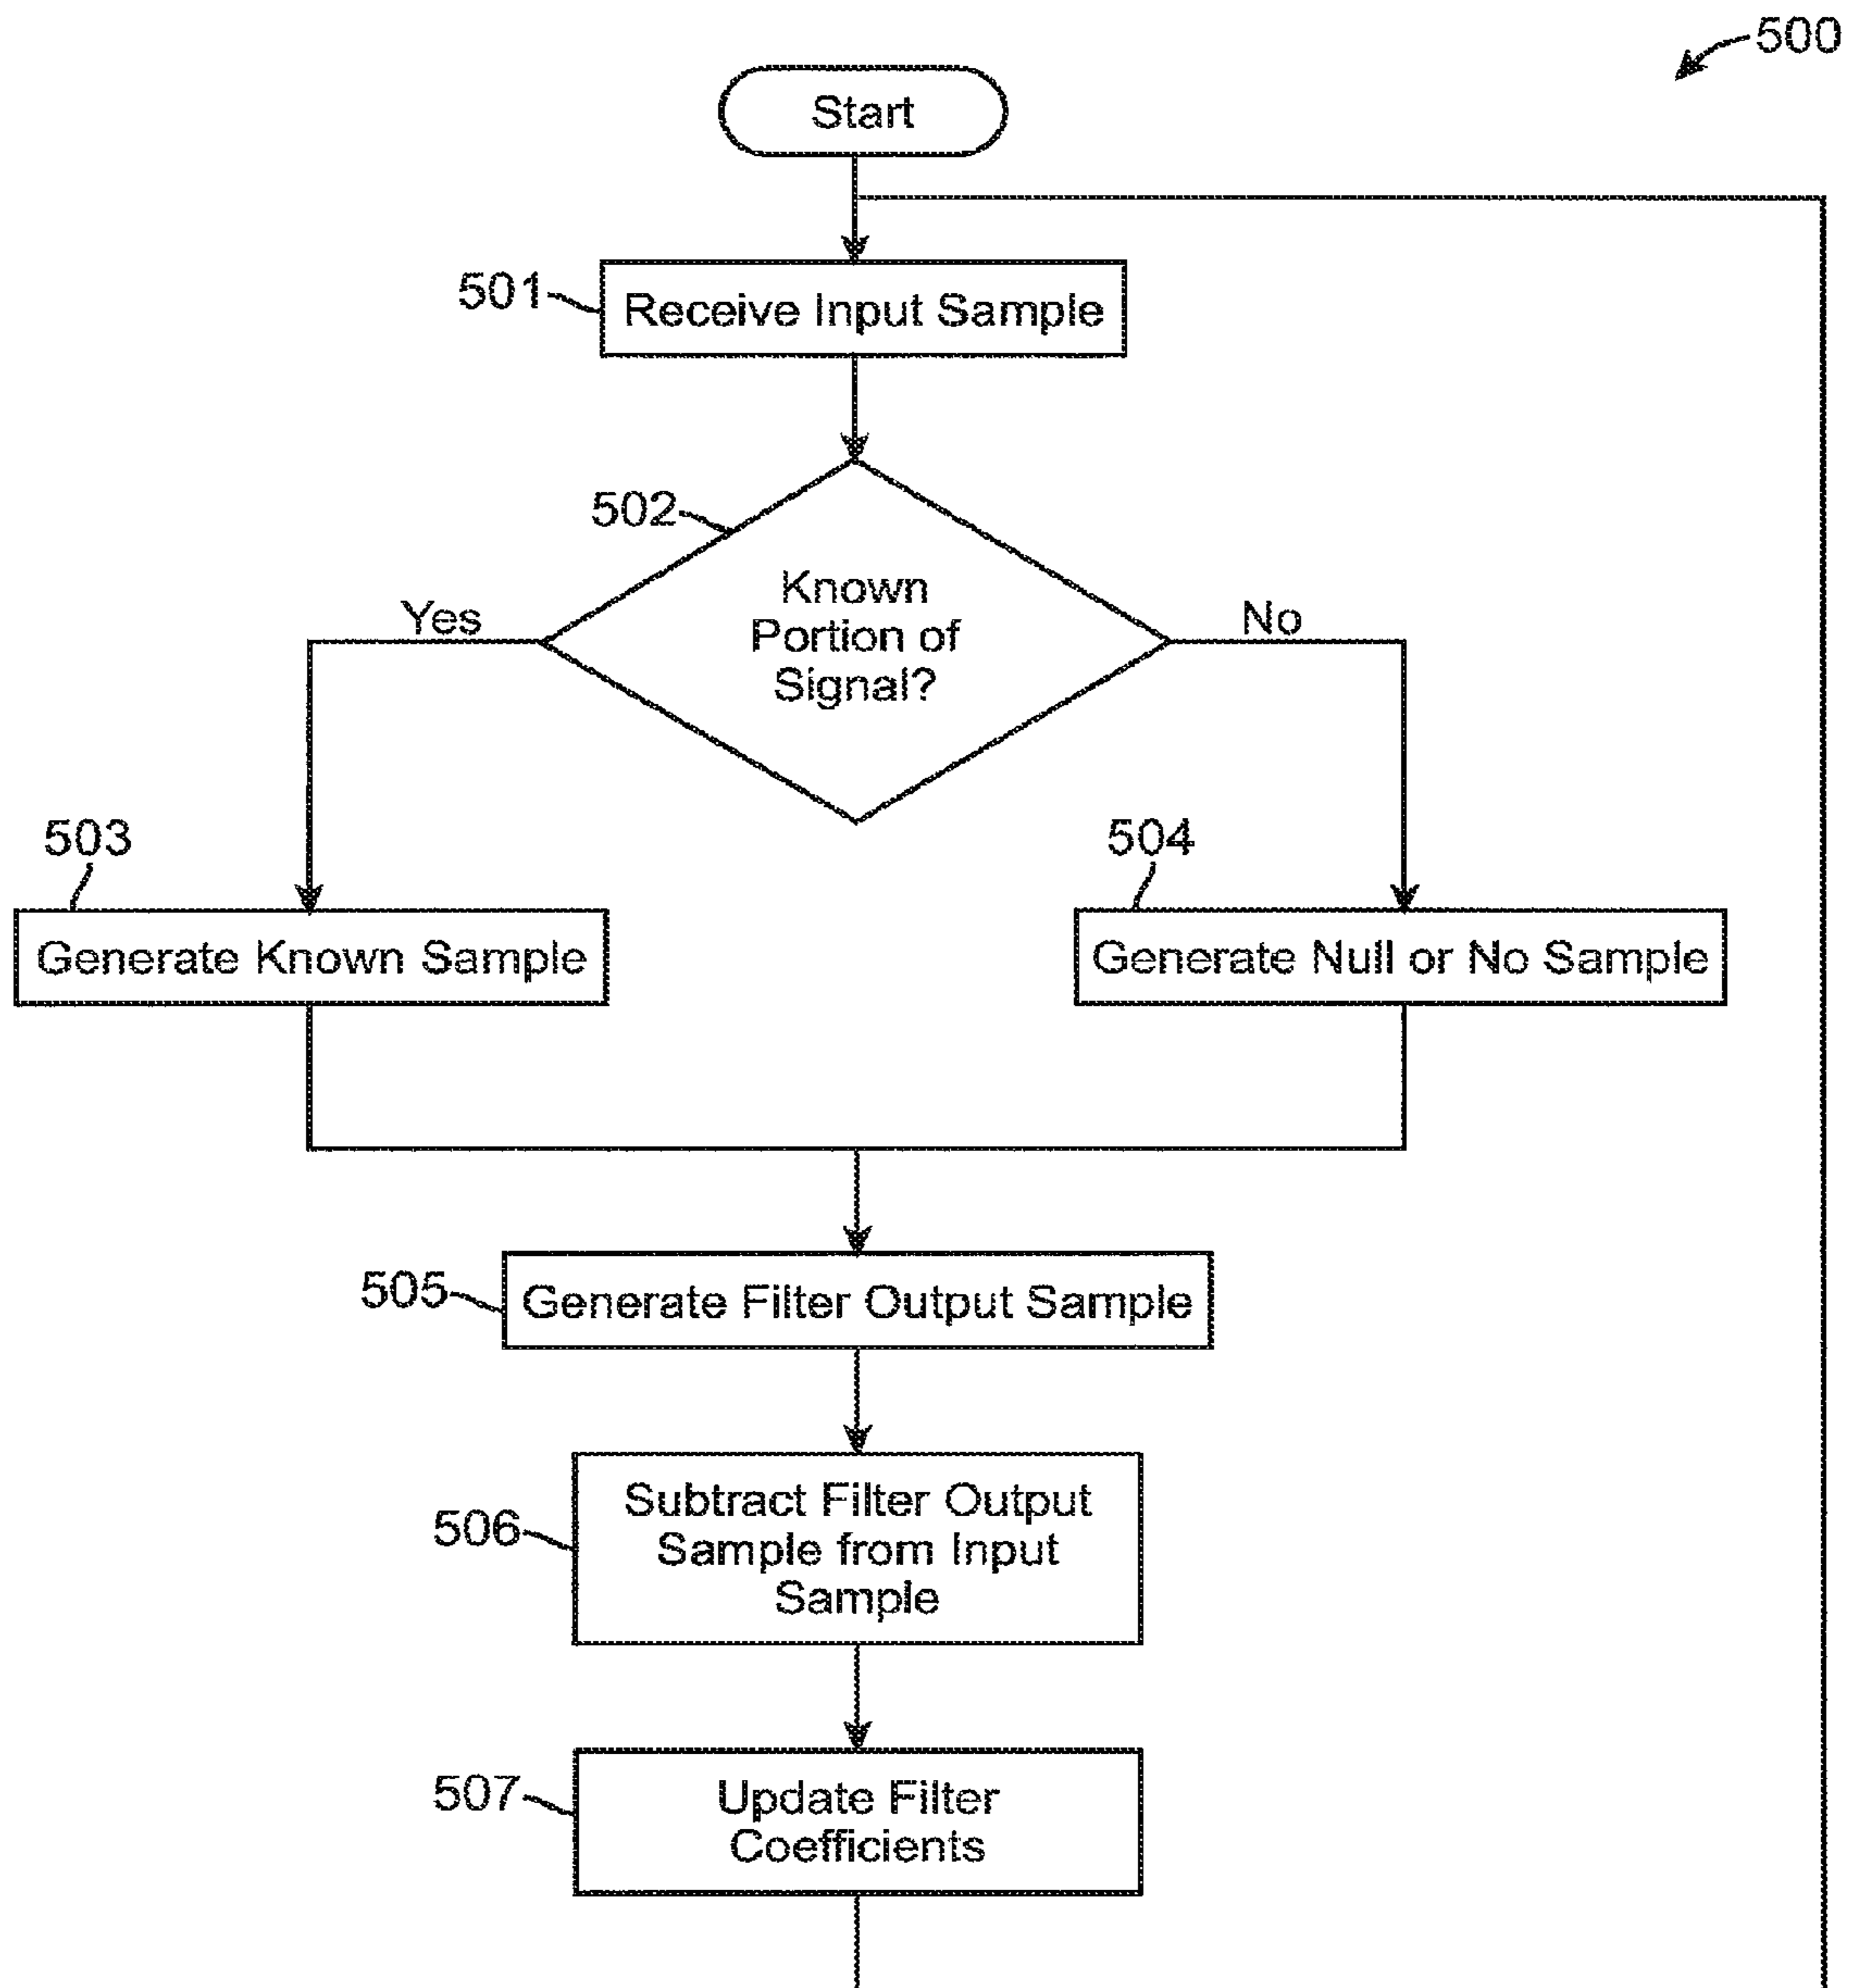 500
Start
501
Receive Input Sample
502
Known
Portion of
Signal?
Yes
No
503
504
Generate Known Sample
Generate Null or No Sample
505
Generate Filter Output Sample
506
Subtract Filter Output
Sample from Input
Sample
507
Update Filter
Coefficients